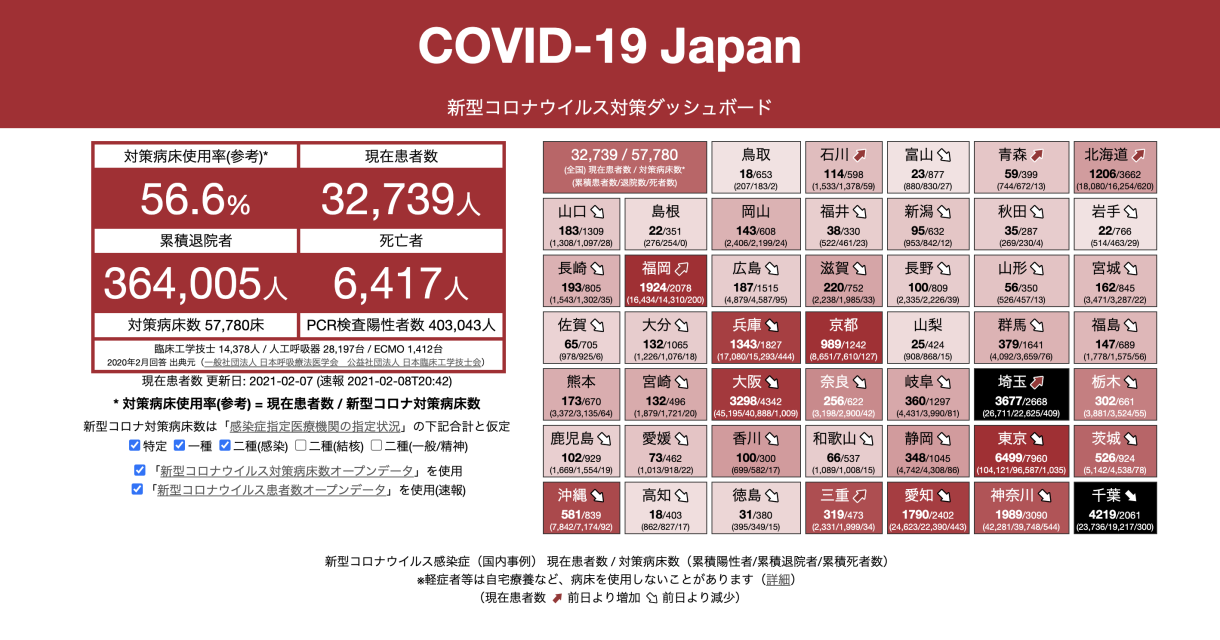 COVID-19 Japan
新型コロナウイルス対策ダッシュボード
対策病床使用率(参考)*
現在患者数
56.6%
32,739人
累積退院者
死亡者
364,005人
6,417人
対策病床数 57,780床
PCR検査陽性者数 403,043人
臨床工学技士 14,378人 / 人工呼吸器 28,197台 / ECMO 1,412台
2020年2月回答 出典元（一般社団法人 日本呼吸療法医学会　公益社団法人 日本臨床工学技士会）
現在患者数 更新日: 2021-02-07 (速報 2021-02-08T20:42)
* 対策病床使用率(参考) = 現在患者数 / 新型コロナ対策病床数
新型コロナ対策病床数は「感染症指定医療機関の指定状況」の下記合計と仮定
特定 一種 二種(感染) 二種(結核) 二種(一般/精神)
「新型コロナウイルス対策病床数オープンデータ」を使用
「新型コロナウイルス患者数オープンデータ」を使用(速報)
32,739 / 57,780
(全国) 現在患者数 / 対策病床数*
(累積患者数/退院数/死者数)
鳥取
18/653
(207/183/2)
石川
114/598
(1,533/1,378/59)
富山
23/877
(880/830/27)
青森
59/399
(744/672/13)
北海道
1206/3662
(18,080/16,254/620)
山口
183/1309
(1,308/1,097/28)
島根
22/351
(276/254/0)
岡山
143/608
(2,406/2,199/24)
福井
38/330
(522/461/23)
新潟
95/632
(953/842/12)
秋田
35/287
(269/230/4)
岩手
22/766
(514/463/29)
長崎
193/805
(1,543/1,302/35)
福岡
1924/2078
(16,434/14,310/200)
広島
187/1515
(4,879/4,587/95)
滋賀
220/752
(2,238/1,985/33)
長野
100/809
(2,335/2,226/39)
山形
56/350
(526/457/13)
宮城
162/845
(3,471/3,287/22)
佐賀
65/705
(978/925/6)
大分
132/1065
(1,226/1,076/18)
兵庫
1343/1827
(17,080/15,293/444)
京都
989/1242
(8,651/7,610/127)
山梨
25/424
(908/868/15)
群馬
379/1641
(4,092/3,659/76)
福島
147/689
(1,778/1,575/56)
熊本
173/670
(3,372/3,135/64)
宮崎
132/496
(1,879/1,721/20)
大阪
3298/4342
(45,195/40,888/1,009)
奈良
256/622
(3,198/2,900/42)
岐阜
360/1297
(4,431/3,990/81)
埼玉
3677/2668
(26,711/22,625/409)
栃木
302/661
(3,881/3,524/55)
鹿児島
102/929
(1,669/1,554/19)
愛媛
73/462
(1,013/918/22)
香川
100/300
(699/582/17)
和歌山
66/537
(1,089/1,008/15)
静岡
348/1045
(4,742/4,308/86)
東京
6499/7960
(104,121/96,587/1,035)
茨城
526/924
(5,142/4,538/78)
沖縄
581/839
(7,842/7,174/92)
高知
18/403
(862/827/17)
徳島
31/380
(395/349/15)
三重
319/473
(2,331/1,999/34)
愛知
1790/2402
(24,623/22,390/443)
神奈川
1989/3090
(42,281/39,748/544)
千葉
4219/2061
(23,736/19,217/300)
新型コロナウイルス感染症（国内事例） 現在患者数 / 対策病床数（累積陽性者/累積退院者/累積死者数）
※軽症者等は自宅療養など、病床を使用しないことがあります（詳細）
（現在患者数 前日より増加 前日より減少）